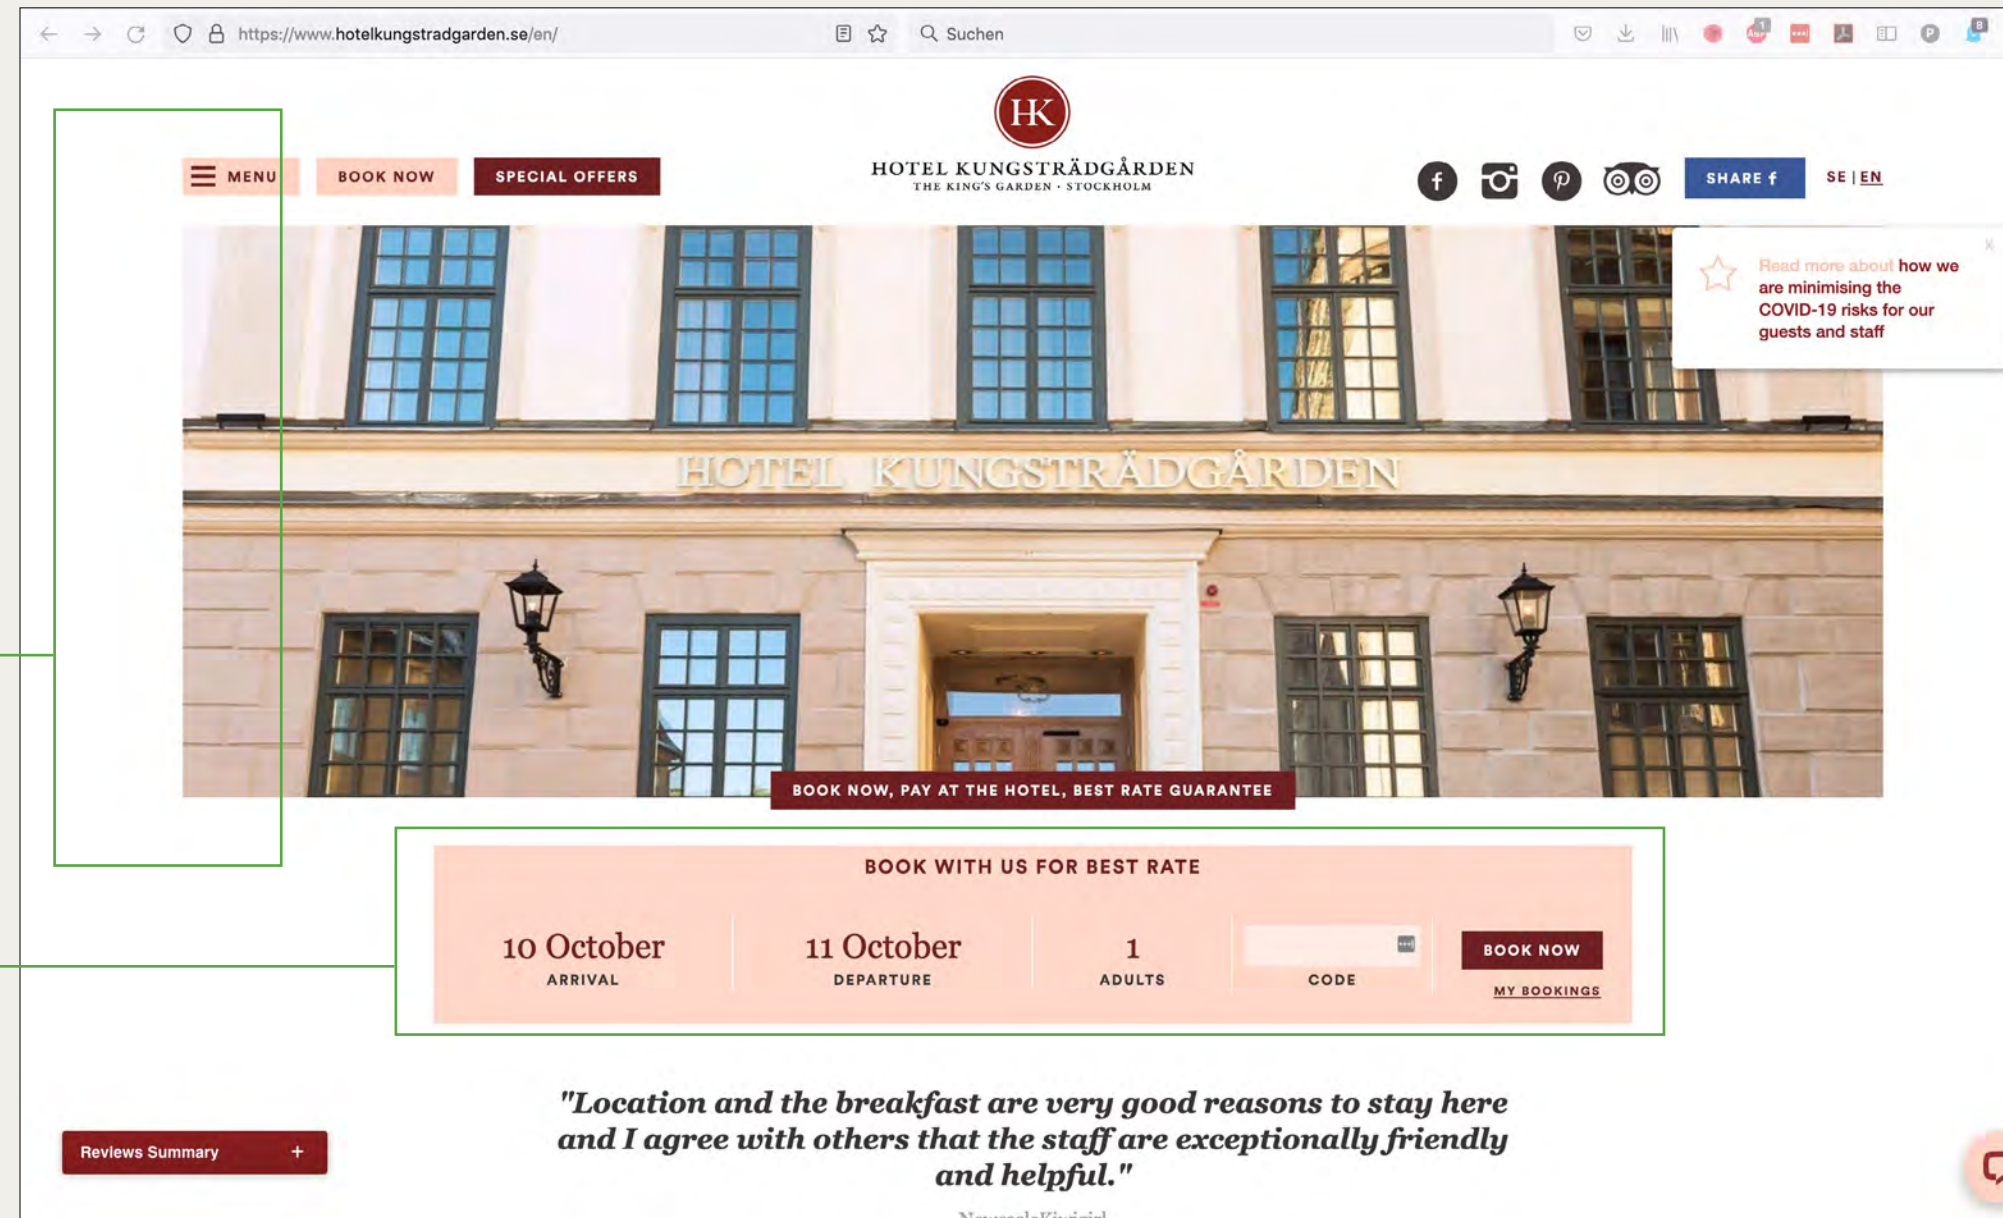 https://www.hotelkungstradgarden.se/en/
Suchen
1
ABP
P
8
HK
HOTEL KUNGSTRÄDGÅRDEN
THE KING'S GARDEN · STOCKHOLM
MENU
BOOK NOW
SPECIAL OFFERS
SHARE f
SE | EN
X
Read more about how we
are minimising the
COVID-19 risks for our
guests and staff
HOTEL KUNGSTRÄDGÅRDEN
BOOK NOW, PAY AT THE HOTEL, BEST RATE GUARANTEE
BOOK WITH US FOR BEST RATE
10 October
ARRIVAL
11 October
DEPARTURE
1
ADULTS
CODE
BOOK NOW
MY BOOKINGS
"Location and the breakfast are very good reasons to stay here
and I agree with others that the staff are exceptionally friendly
and helpful."
Reviews Summary +